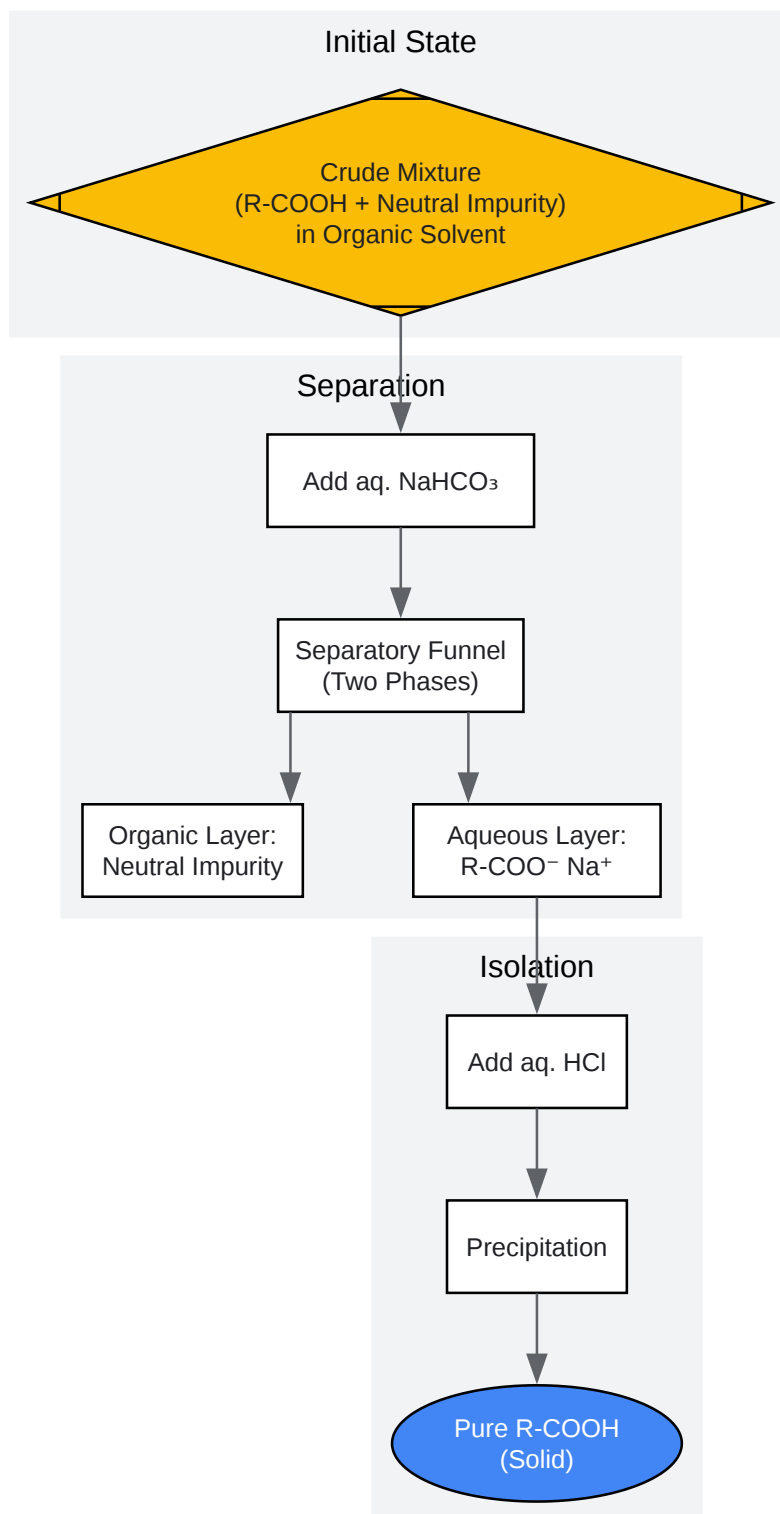 Initial State
Crude Mixture
(R-COOH + Neutral Impurity)
in Organic Solvent
Separation
Add aq. NaHCO₃
Separatory Funnel
(Two Phases)
Organic Layer:
Neutral Impurity
Aqueous Layer:
R-COO⁻ Na⁺
Isolation
Add aq. HCl
Precipitation
Pure R-COOH
(Solid)